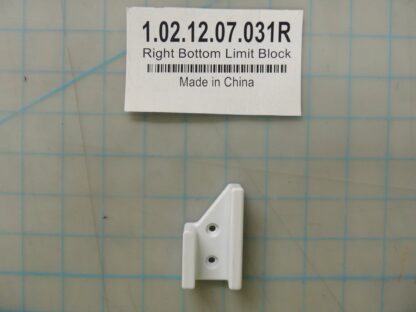 1.02.12.07.031R
Right Bottom Limit Block
Made in China